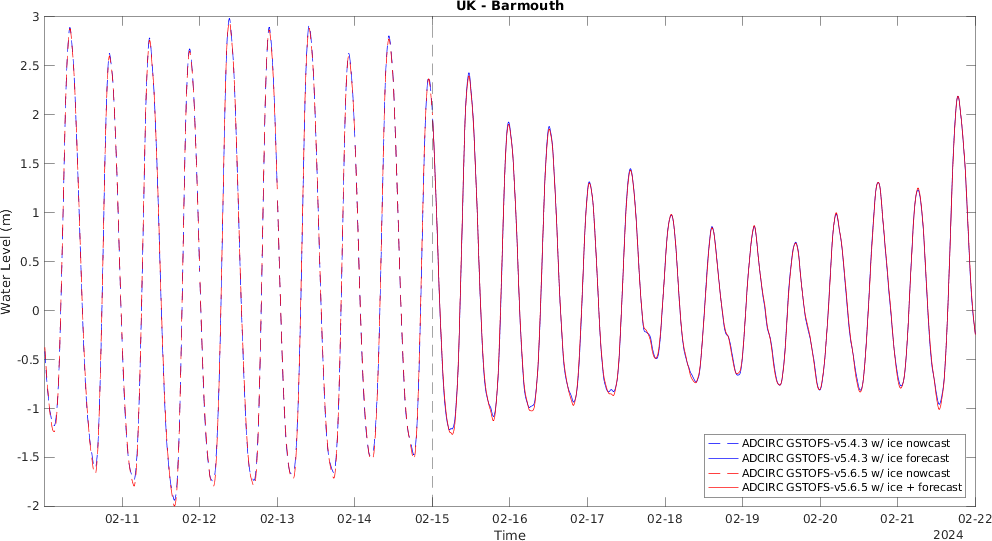 UK - Barmouth
3
2.5
2
1.5
1
0.5
0
-0.5
-1
-1.5
-2
Water Level (m)
ADCIRC GSTOFS-v5.4.3 w/ ice nowcast
ADCIRC GSTOFS-v5.4.3 w/ ice forecast
ADCIRC GSTOFS-v5.6.5 w/ ice nowcast
ADCIRC GSTOFS-v5.6.5 w/ ice + forecast
02-11 02-12 02-13 02-14 02-15 02-16 02-17 02-18 02-19 02-20 02-21 02-22
Time
2024